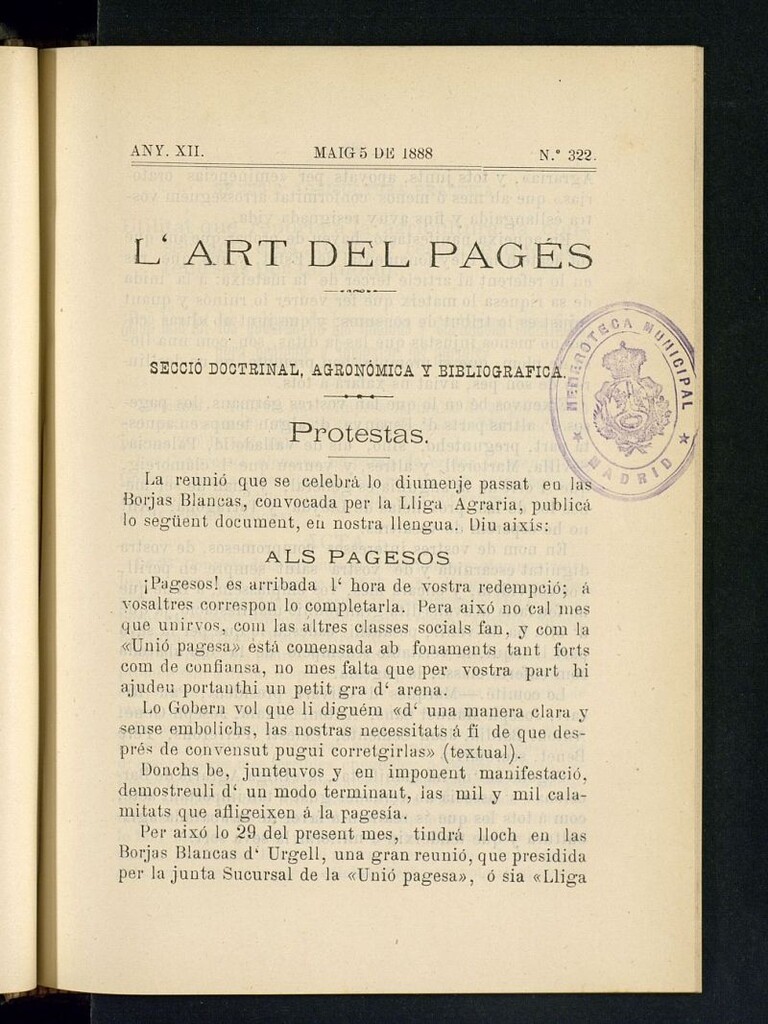 ANY. XII. MAIG 5 DE 1888 N.° 322.
L‘ ART DEL PAGÉS
SECCIÓ DOCTRINAL, AGRONÓMICA Y BIBLIOGRAFICA.
HEMEROTECA MUNICIPAL
MADRID
Protestas.
La reunió que se celebrá lo diumenje passat en las
Borjas Blancas, convocada per la Lliga Agraria, publicá
lo següent document, en nostra llengua. Diu aixís:
ALS PAGESOS
¡Pagesos! es arribada l‘ hora de vostra redempció; á
vosaltres correspon lo completarla. Pera aixó no cal mes
que unirvos, com las altres classes socials fan, y com la
«Unió pagesa» está comensada ab fonaments tant forts
com de confiansa, no mes falta que per vostra part hi
ajudeu portanthi un petit gra d‘ arena.
Lo Gobern vol que li diguém «d‘ una manera clara y
sense embolichs, las nostras necessitats á fi de que des-
prés de convensut pugui corretgirlas» (textual).
Donchs be, junteuvos y en imponent manifestació,
demostreuli d‘ un modo terminant, las mil y mil cala-
mitats que afligeixen á la pagesía.
Per aixó lo 29 del present mes, tindrá lloch en las
Borjas Blancas d‘ Urgell, una gran reunió, que presidida
per la junta Sucursal de la «Unió pagesa», ó sia «Lliga